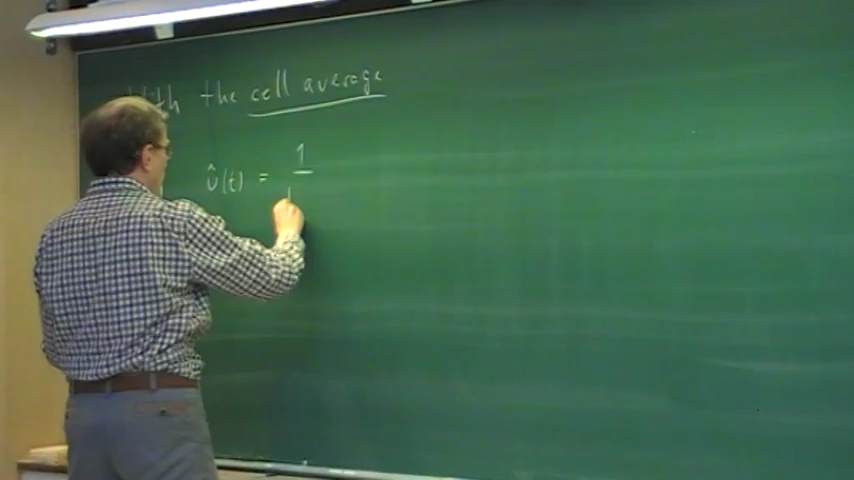 With the cell average
û(t) = 1